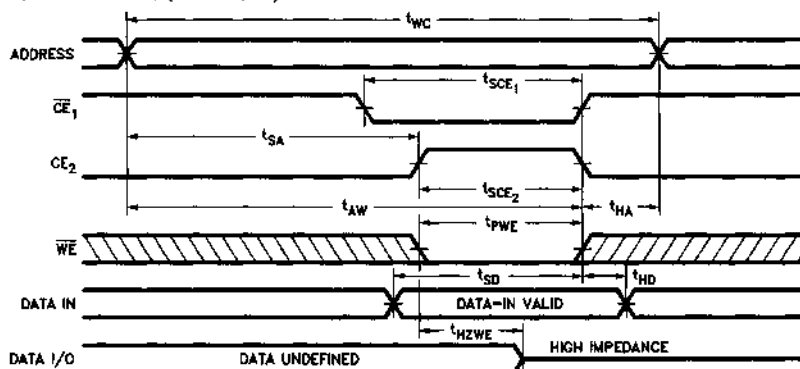 tWC
ADDRESS
tSCE1
CE1
tSA
CE2
tSCE2
tAW
tHA
tPWE
WE
tSD
tHD
DATA IN
DATA-IN VALID
tHZWE
HIGH IMPEDANCE
DATA I/O
DATA UNDEFINED